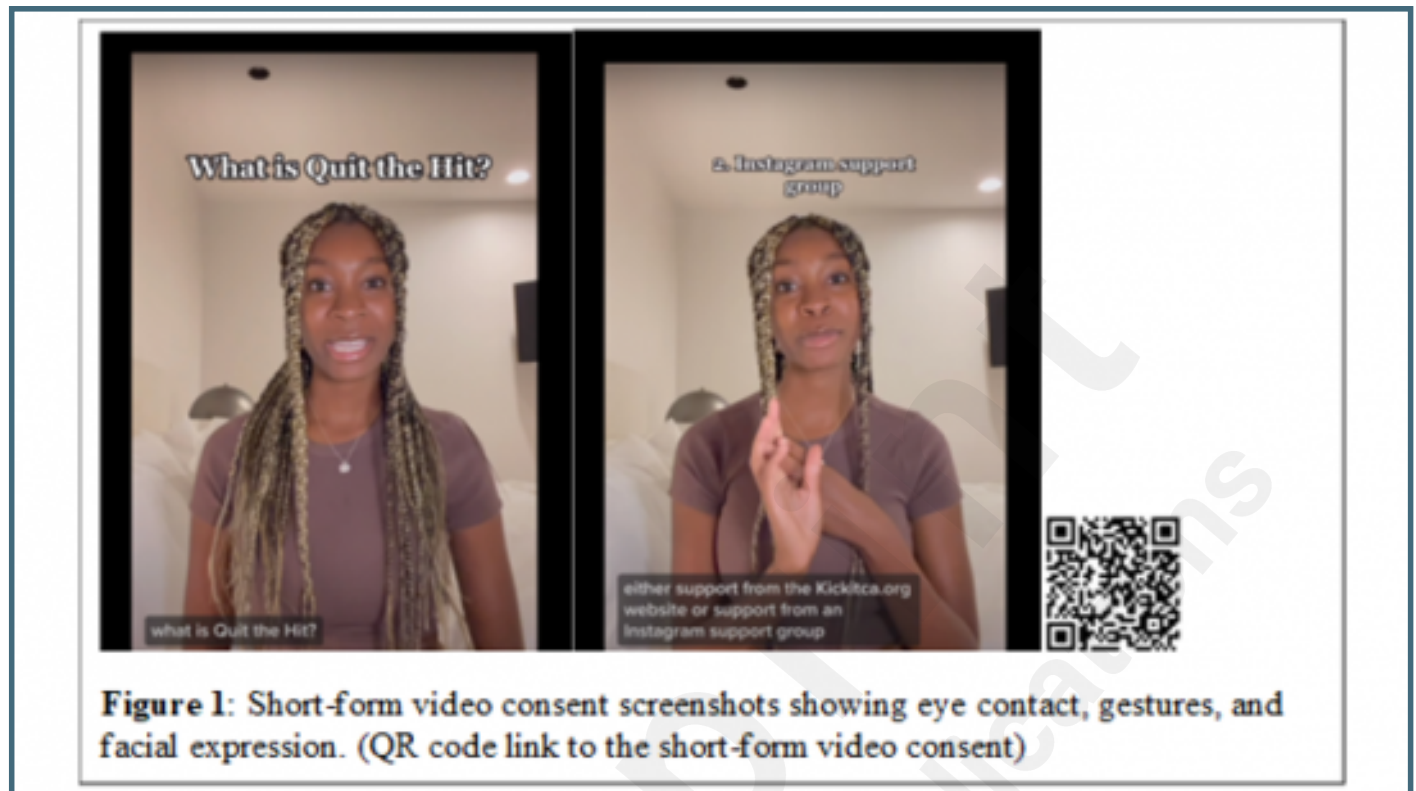 What is Quit the Hit?
what is Quit the Hit?
2. Instagram support
group
either support from the Kickitca.org
website or support from an
Instagram support group
Figure 1: Short-form video consent screenshots showing eye contact, gestures, and
facial expression. (QR code link to the short-form video consent)